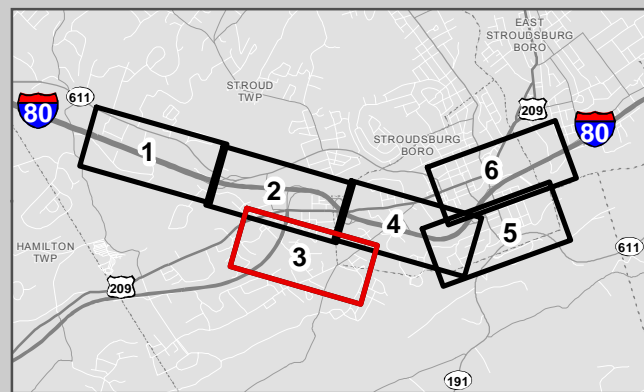 EAST
STROUDSBURG
BORO
611
80
STROUD
TWP
209
80
STROUDSBURG
BORO
1
6
2
4
5
HAMILTON
TWP
3
611
209
191